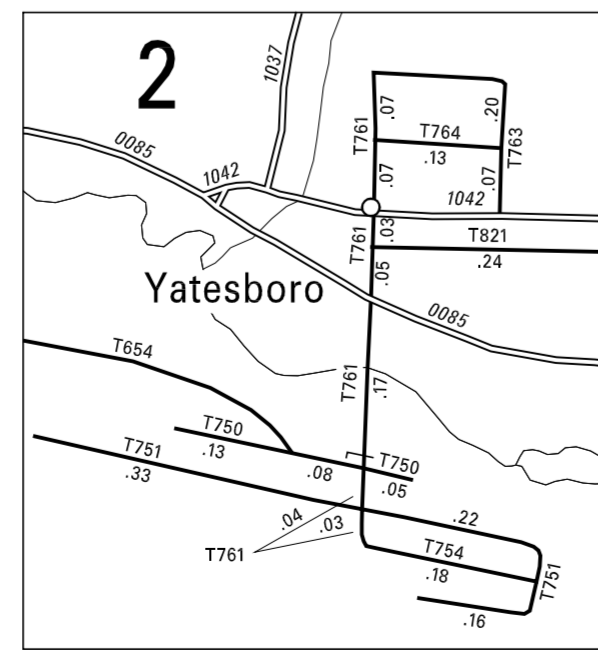 2
1037
0085
1042
T761
.07
.20
T764
.13
T763
.07
.07
1042
T761
.03
T821
.24
.05
Yatesboro
0085
T654
T761
.17
T750
.13
T751
.33
.08
T750
.05
.04
.03
.22
T761
T754
.18
T751
.16